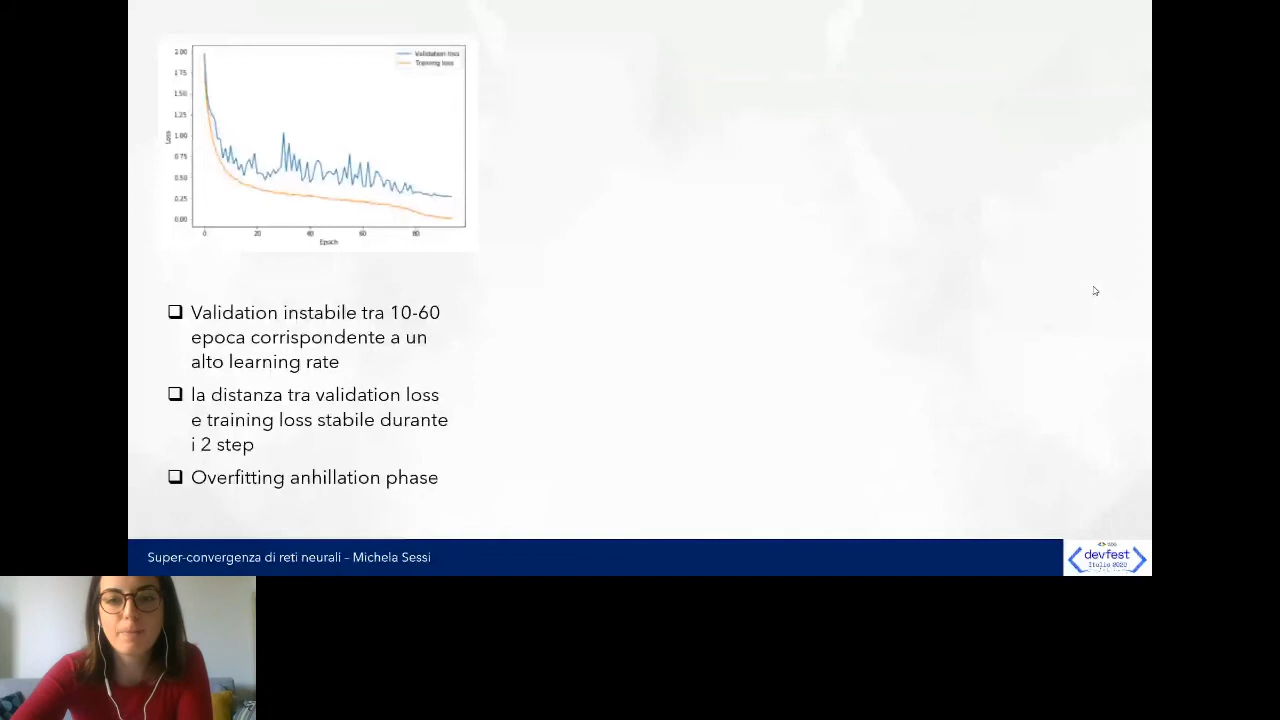 2.00
1.75
1.50
1.25
1.00
0.75
0.50
0.25
0.00
Loss
Validation loss
Training loss
0 20 40 60 80
Epoch
❑ Validation instabile tra 10-60
epoca corrispondente a un
alto learning rate
❑ la distanza tra validation loss
e training loss stabile durante
i 2 step
❑ Overfitting anhillation phase
Super-convergenza di reti neurali – Michela Sessi
devfest
Italia 2020